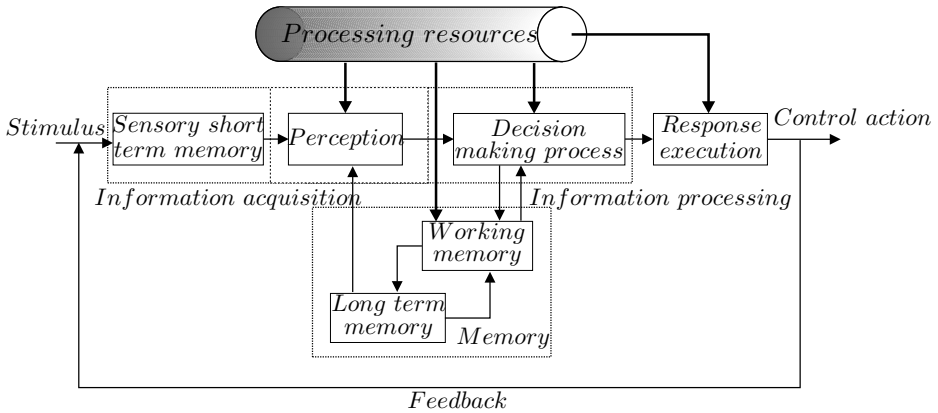 Processing resources
Stimulus
Sensory short
term memory
Perception
Decision
making process
Response
execution
Control action
Information acquisition
Information processing
Working
memory
Long term
memory
Memory
Feedback